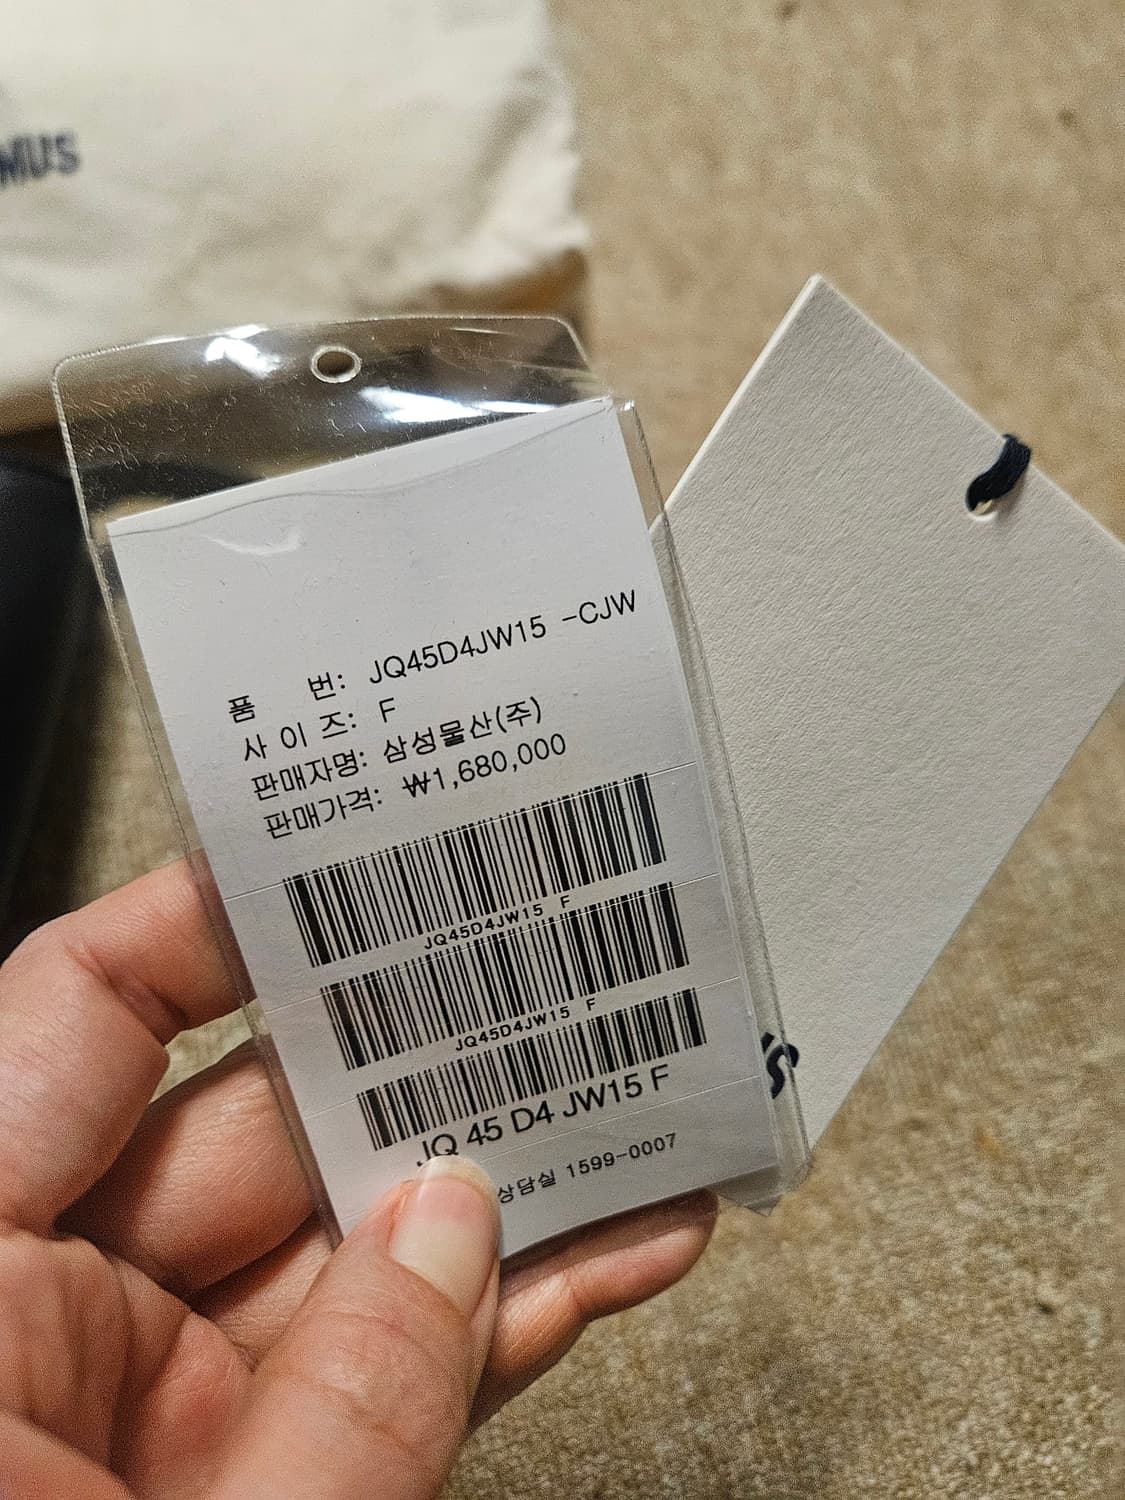 MUS
품 번: JQ45D4JW15 -CJW
사 이 즈: F
판매자명: 삼성물산(주)
판매가격: ₩1,680,000
JQ45D4JW15 F
JQ45D4JW15 F
JQ 45 D4 JW15 F
상담실 1599-0007